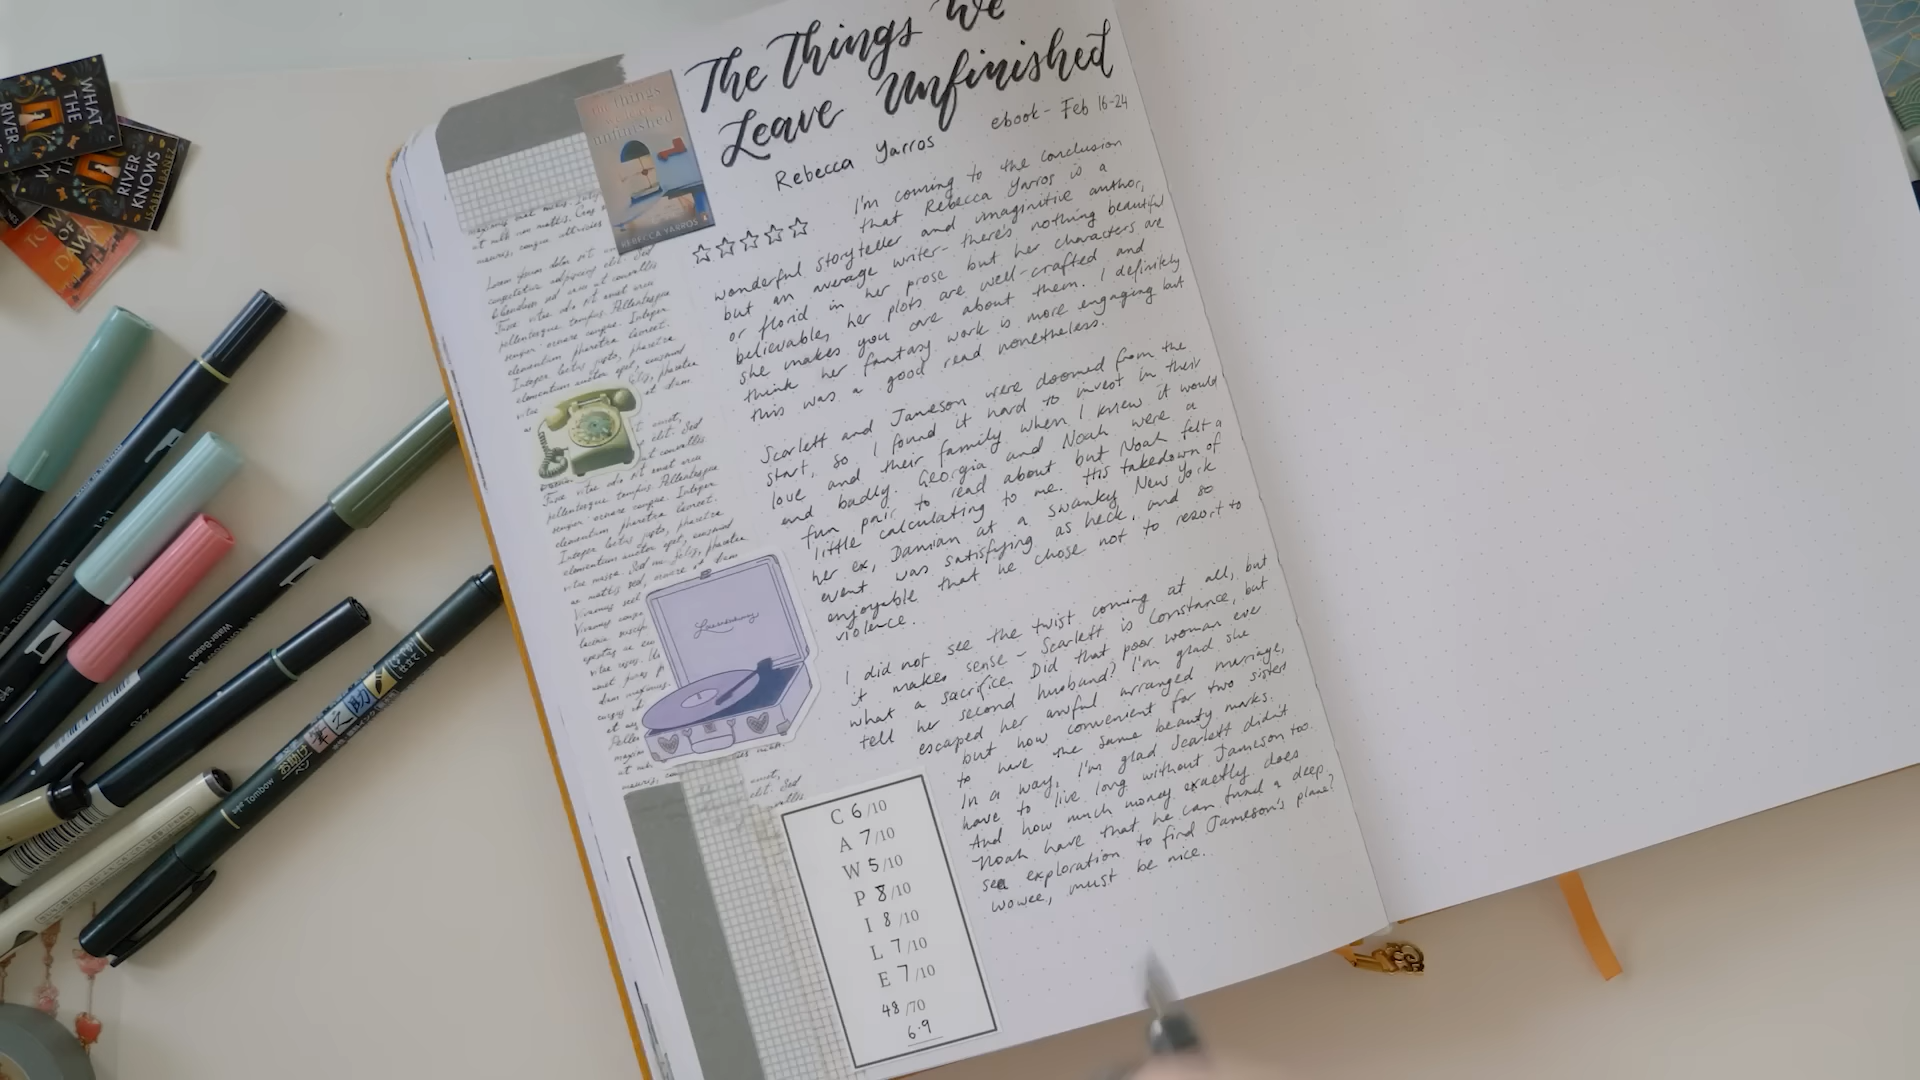 The Things We
Leave Unfinished
Rebecca Yarros
ebook - Feb 16-24
I'm coming to the conclusion
that Rebecca Yarros is a
wonderful storyteller and imaginitive author,
but an average writer - there's nothing beautiful
or florid in her prose but her characters are
believable, her plots are well-crafted and
she makes you care about them. I definitely
think her fantasy work is more engaging but
this was a good read nonetheless.
Scarlett and Jameson were doomed from the
start, so I found it hard to invest in their
love and their family when I knew it would
end badly. Georgia and Noah were a
fun pair to read about but Noah felt a
little calculating to me. His takedown of
her ex, Damian at a swanky New York
event was satisfying as heck, and so
enjoyable that he chose not to resort to
violence.
I did not see the twist coming at all, but
it makes sense - Scarlett is Constance, but
what a sacrifice. Did that poor woman ever
tell her second husband? I'm glad she
escaped her awful arranged marriage,
but how convenient for two sisters
to have the same beauty marks.
In a way, I'm glad Scarlett didn't
have to live long without Jameson too.
And how much money exactly does
Noah have that he can fund a deep
sea exploration to find Jameson's plane?
Wowee, must be nice.
C 6/10
A 7/10
W 5/10
P 8/10
I 8/10
L 7/10
E 7/10
48/70
6.9
the things
unfinished
REBECCA YARROS
WHAT
THE
RIVER
RIVER
KNOWS
ISABEL IBAÑEZ
OF
DAWN
Tombow